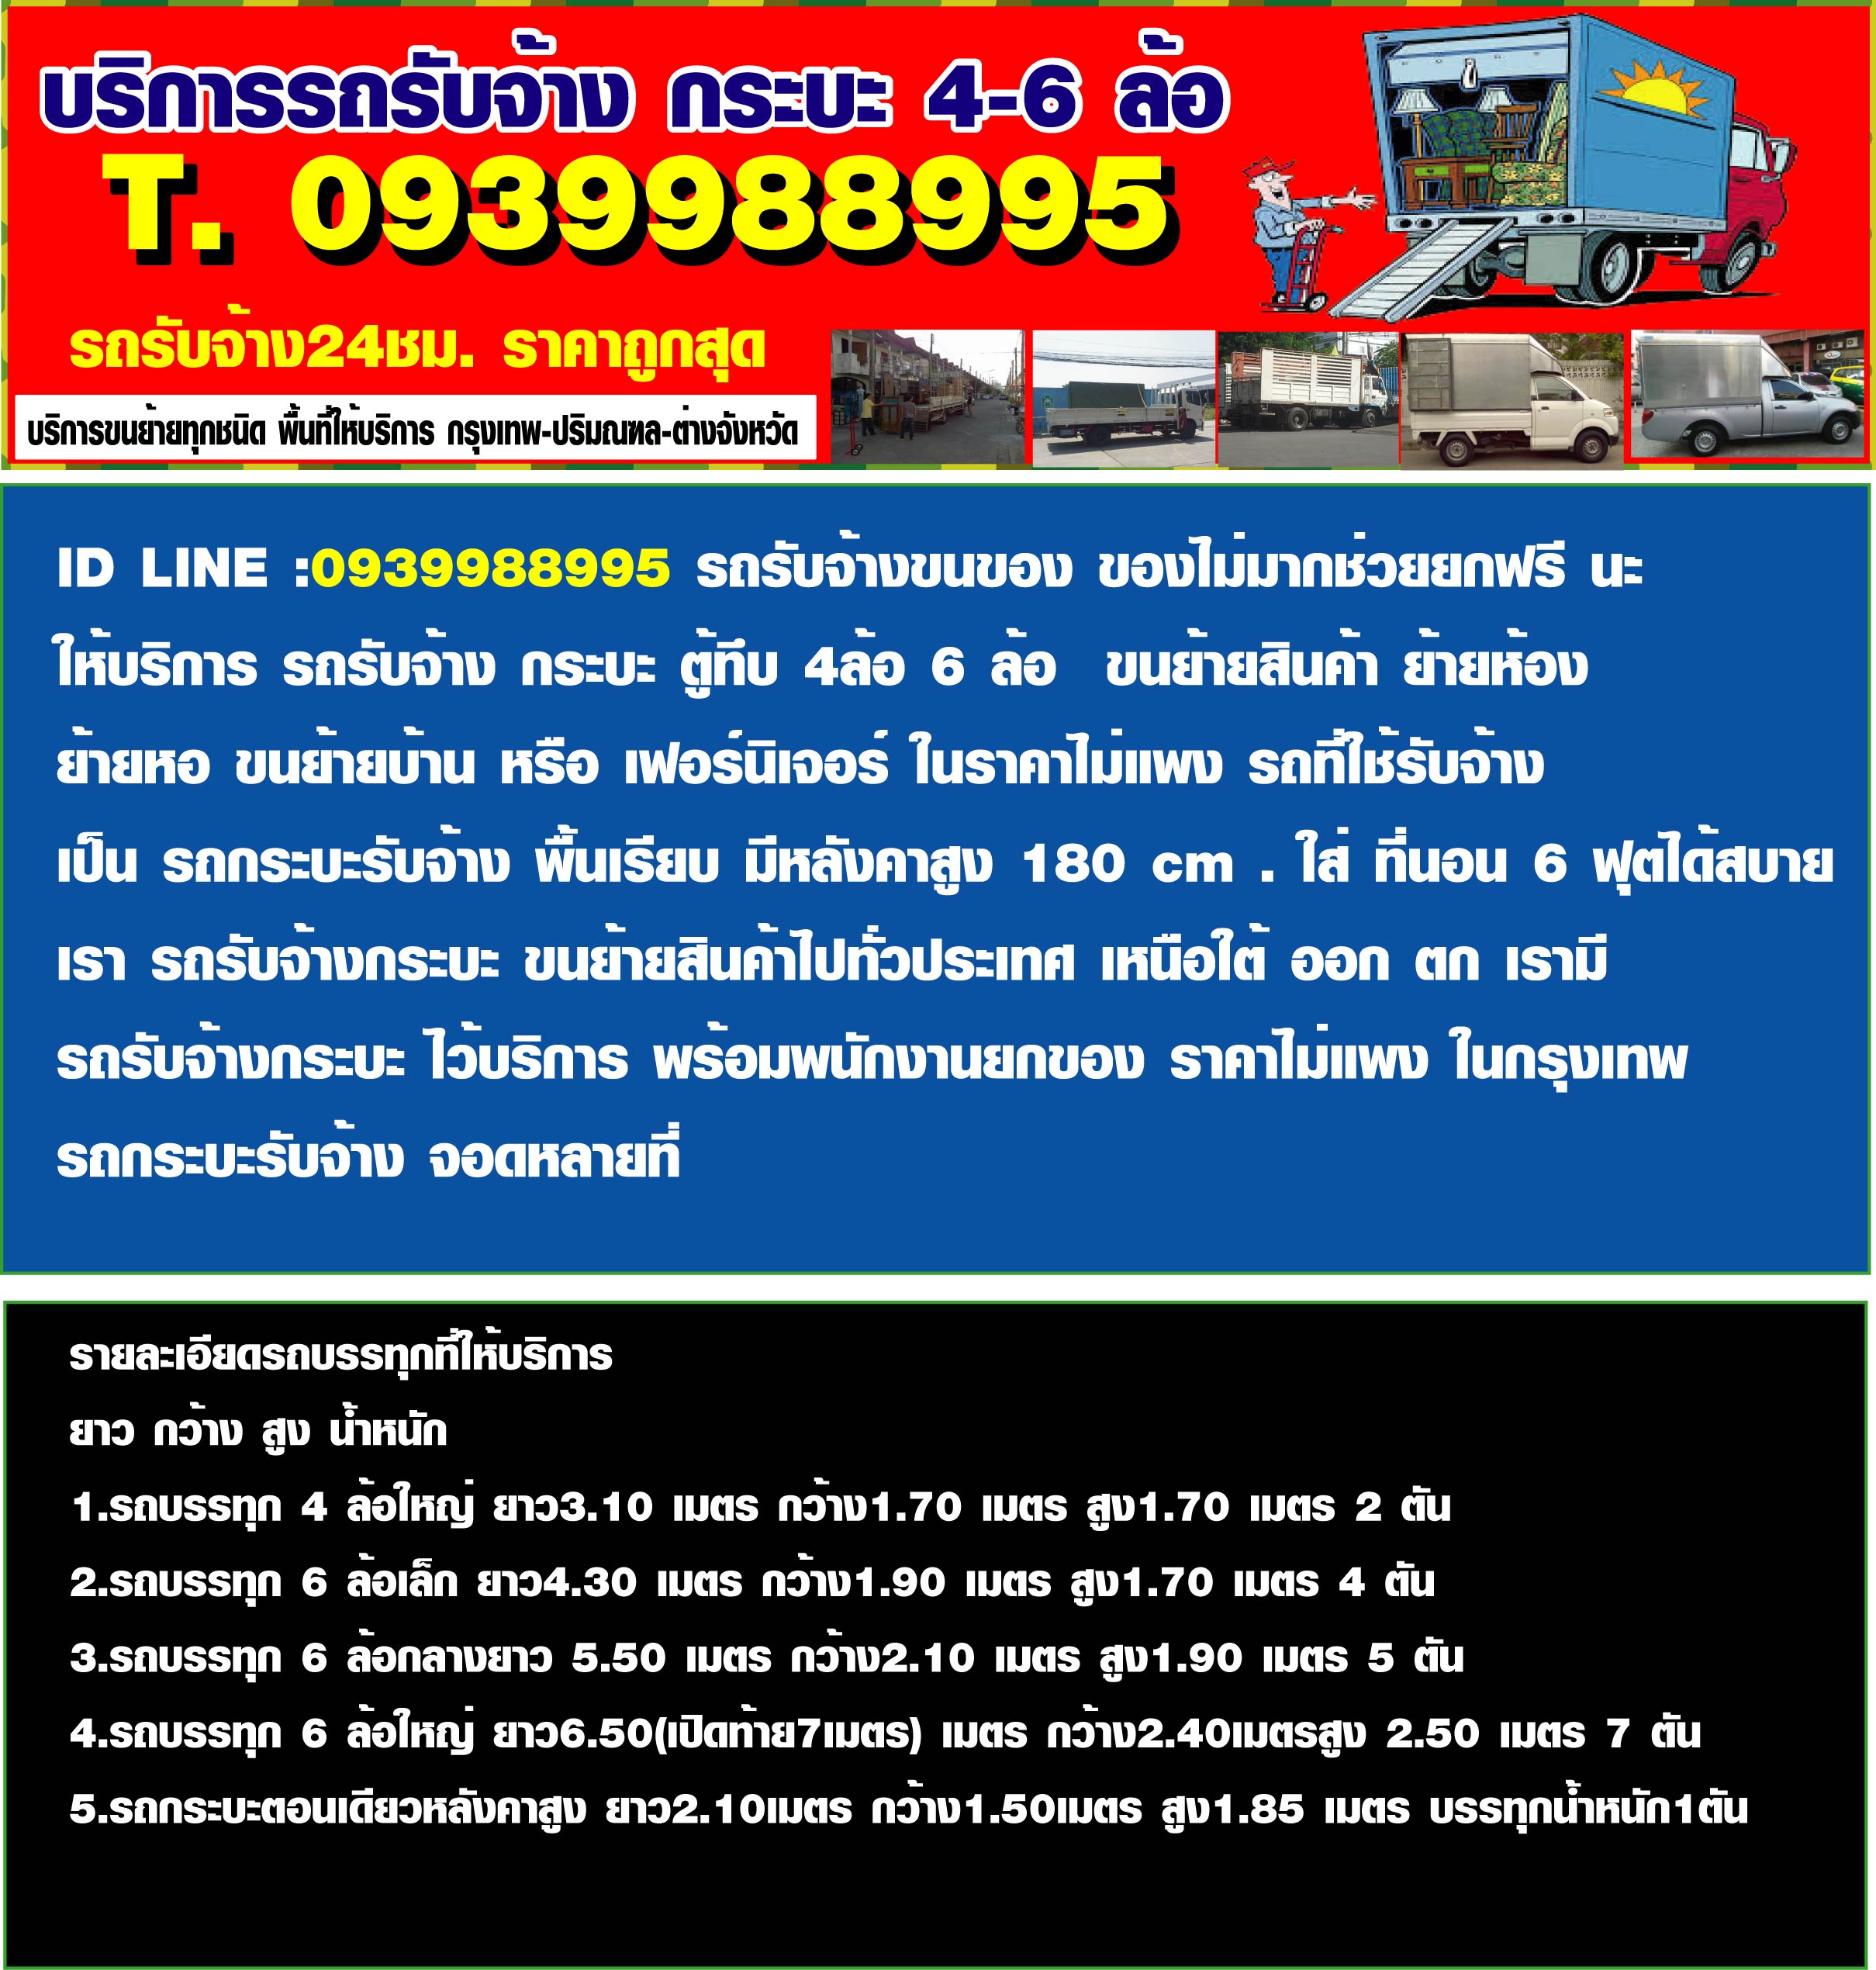 บริการรถรับจ้าง กระบะ 4-6 ล้อ
T. 0939988995
รถรับจ้าง24ชม. ราคาถูกสุด
บริการขนย้ายทุกชนิด พื้นที่ให้บริการ กรุงเทพ-ปริมณฑล-ต่างจังหวัด
ID LINE :0939988995 รถรับจ้างขนของ ของไม่มากช่วยยกฟรี นะ
ให้บริการ รถรับจ้าง กระบะ ตู้ทึบ 4ล้อ 6 ล้อ ขนย้ายสินค้า ย้ายห้อง
ย้ายหอ ขนย้ายบ้าน หรือ เฟอร์นิเจอร์ ในราคาไม่แพง รถที่ใช้รับจ้าง
เป็น รถกระบะรับจ้าง พื้นเรียบ มีหลังคาสูง 180 cm . ใส่ ที่นอน 6 ฟุตได้สบาย
เรา รถรับจ้างกระบะ ขนย้ายสินค้าไปทั่วประเทศ เหนือใต้ ออก ตก เรามี
รถรับจ้างกระบะ ไว้บริการ พร้อมพนักงานยกของ ราคาไม่แพง ในกรุงเทพ
รถกระบะรับจ้าง จอดหลายที่
รายละเอียดรถบรรทุกที่ให้บริการ
ยาว กว้าง สูง น้ำหนัก
1.รถบรรทุก 4 ล้อใหญ่ ยาว3.10 เมตร กว้าง1.70 เมตร สูง1.70 เมตร 2 ตัน
2.รถบรรทุก 6 ล้อเล็ก ยาว4.30 เมตร กว้าง1.90 เมตร สูง1.70 เมตร 4 ตัน
3.รถบรรทุก 6 ล้อกลางยาว 5.50 เมตร กว้าง2.10 เมตร สูง1.90 เมตร 5 ตัน
4.รถบรรทุก 6 ล้อใหญ่ ยาว6.50(เปิดท้าย7เมตร) เมตร กว้าง2.40เมตรสูง 2.50 เมตร 7 ตัน
5.รถกระบะตอนเดียวหลังคาสูง ยาว2.10เมตร กว้าง1.50เมตร สูง1.85 เมตร บรรทุกน้ำหนัก1ตัน